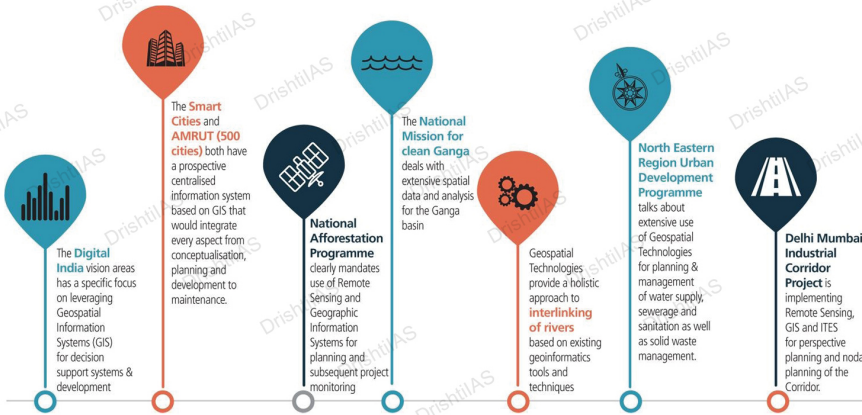 The Digital
India vision areas
has a specific focus
on leveraging
Geospatial
Information
Systems (GIS)
for decision
support systems &
development
The Smart
Cities and
AMRUT (500
cities) both have
a prospective
centralised
information system
based on GIS that
would integrate
every aspect from
conceptualisation,
planning and
development to
maintenance.
National
Afforestation
Programme
clearly mandates
use of Remote
Sensing and
Geographic
Information
Systems for
planning and
subsequent project
monitoring
The National
Mission for
clean Ganga
deals with
extensive spatial
data and analysis
for the Ganga
basin
Geospatial
Technologies
provide a holistic
approach to
interlinking
of rivers
based on existing
geoinformatics
tools and
techniques
North Eastern
Region Urban
Development
Programme
talks about
extensive use
of Geospatial
Technologies
for planning &
management
of water supply,
sewerage and
sanitation as well
as solid waste
management.
Delhi Mumbai
Industrial
Corridor
Project is
implementing
Remote Sensing,
GIS and ITES
for perspective
planning and noda
planning of the
Corridor.
DrishtiIAS
DrishtiIAS
DrishtiIAS
DrishtiIAS
DrishtiIAS
DrishtiIAS
DrishtiIAS